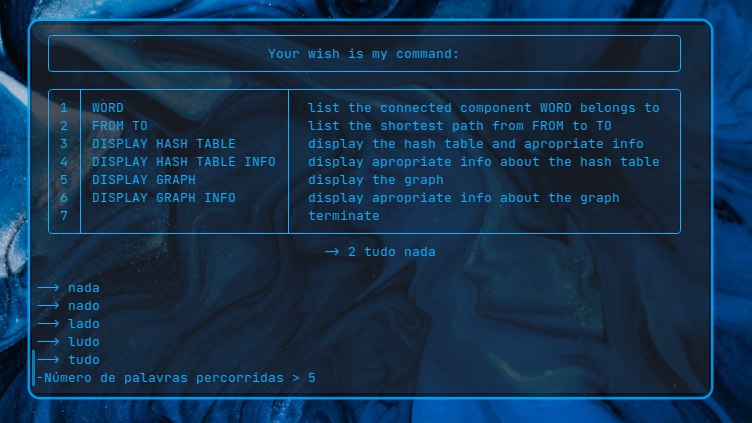 Your wish is my command:
1 WORD list the connected component WORD belongs to
2 FROM TO list the shortest path from FROM to TO
3 DISPLAY HASH TABLE display the hash table and apropriate info
4 DISPLAY HASH TABLE INFO display apropriate info about the hash table
5 DISPLAY GRAPH display the graph
6 DISPLAY GRAPH INFO display apropriate info about the graph
7 terminate
—> 2 tudo nada
——> nada
——> nado
——> lado
——> ludo
——> tudo
-Número de palavras percorridas > 5